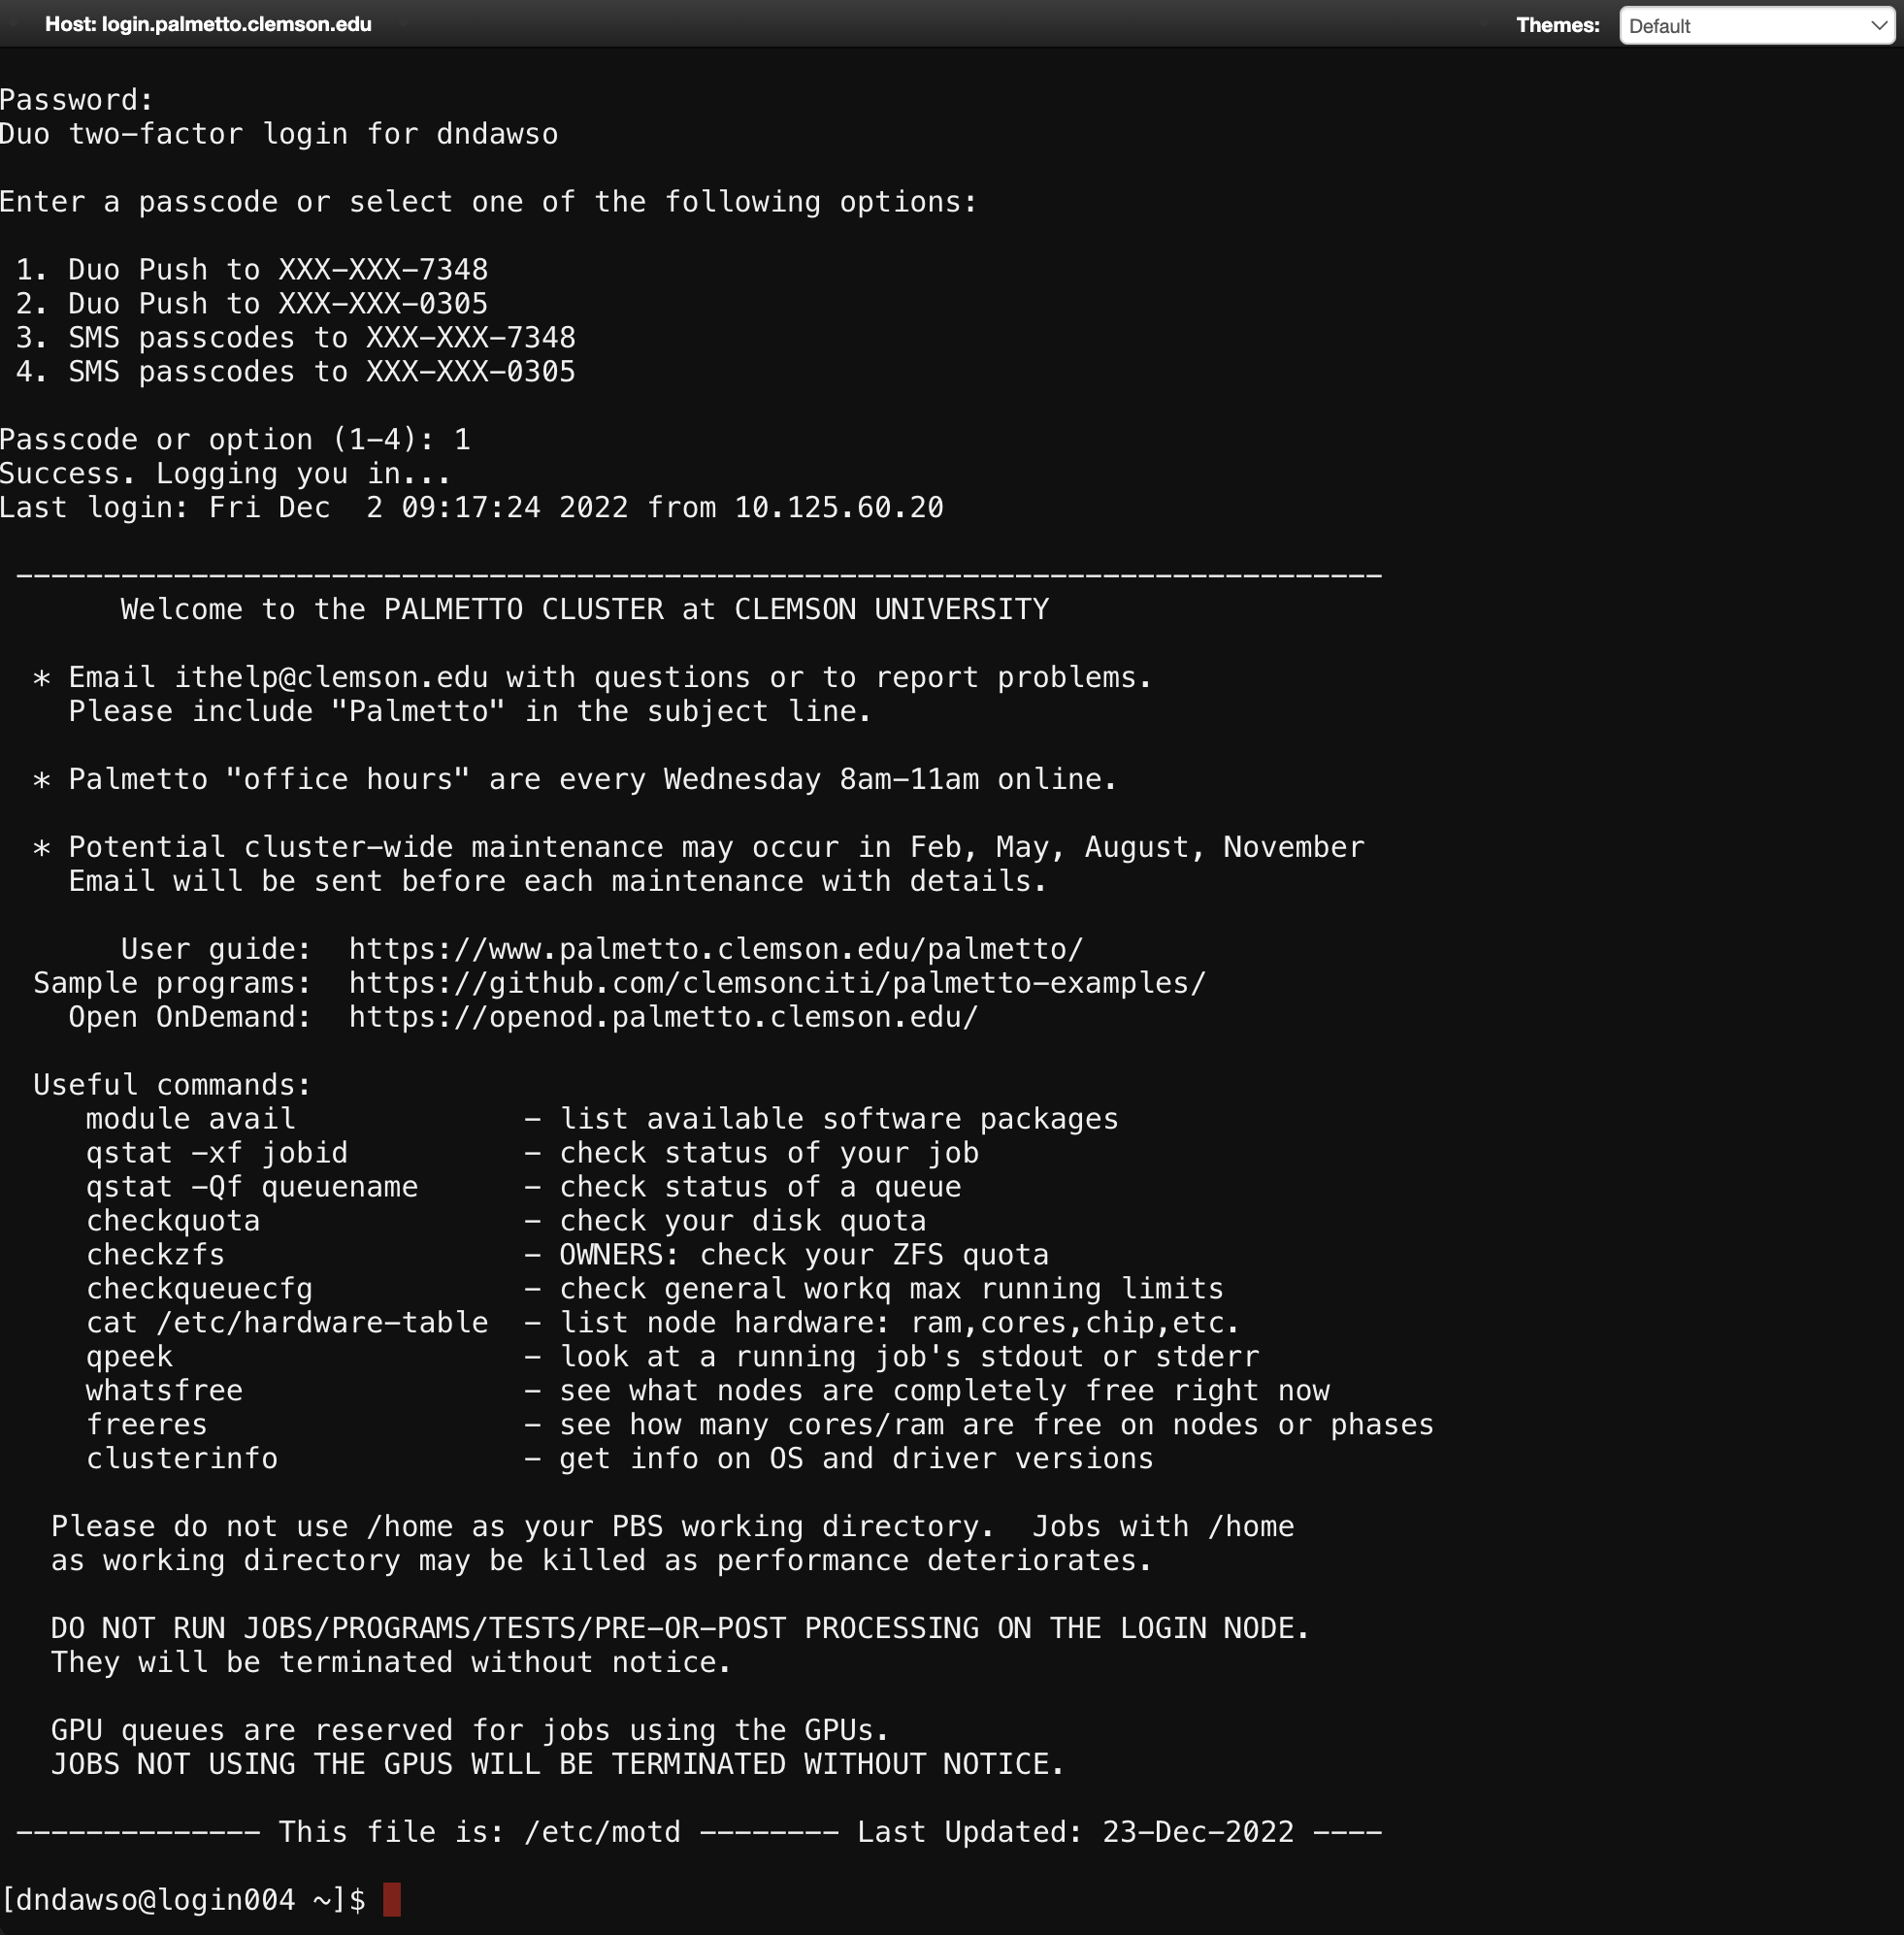 Host: login.palmetto.clemson.edu
Themes: Default
Password:
Duo two-factor login for dndawso
Enter a passcode or select one of the following options:
1. Duo Push to XXX-XXX-7348
2. Duo Push to XXX-XXX-0305
3. SMS passcodes to XXX-XXX-7348
4. SMS passcodes to XXX-XXX-0305
Passcode or option (1-4): 1
Success. Logging you in...
Last login: Fri Dec  2 09:17:24 2022 from 10.125.60.20
------------------------------------------------------------------------------
Welcome to the PALMETTO CLUSTER at CLEMSON UNIVERSITY
* Email ithelp@clemson.edu with questions or to report problems.
Please include "Palmetto" in the subject line.
* Palmetto "office hours" are every Wednesday 8am-11am online.
* Potential cluster-wide maintenance may occur in Feb, May, August, November
Email will be sent before each maintenance with details.
User guide:  https://www.palmetto.clemson.edu/palmetto/
Sample programs:  https://github.com/clemsonciti/palmetto-examples/
Open OnDemand:  https://openod.palmetto.clemson.edu/
Useful commands:
module avail             - list available software packages
qstat -xf jobid          - check status of your job
qstat -Qf queuename      - check status of a queue
checkquota               - check your disk quota
checkzfs                 - OWNERS: check your ZFS quota
checkqueuecfg            - check general workq max running limits
cat /etc/hardware-table  - list node hardware: ram,cores,chip,etc.
qpeek                    - look at a running job's stdout or stderr
whatsfree                - see what nodes are completely free right now
freeres                  - see how many cores/ram are free on nodes or phases
clusterinfo              - get info on OS and driver versions
Please do not use /home as your PBS working directory.  Jobs with /home
as working directory may be killed as performance deteriorates.
DO NOT RUN JOBS/PROGRAMS/TESTS/PRE-OR-POST PROCESSING ON THE LOGIN NODE.
They will be terminated without notice.
GPU queues are reserved for jobs using the GPUs.
JOBS NOT USING THE GPUS WILL BE TERMINATED WITHOUT NOTICE.
-------------- This file is: /etc/motd -------- Last Updated: 23-Dec-2022 ----
[dndawso@login004 ~]$